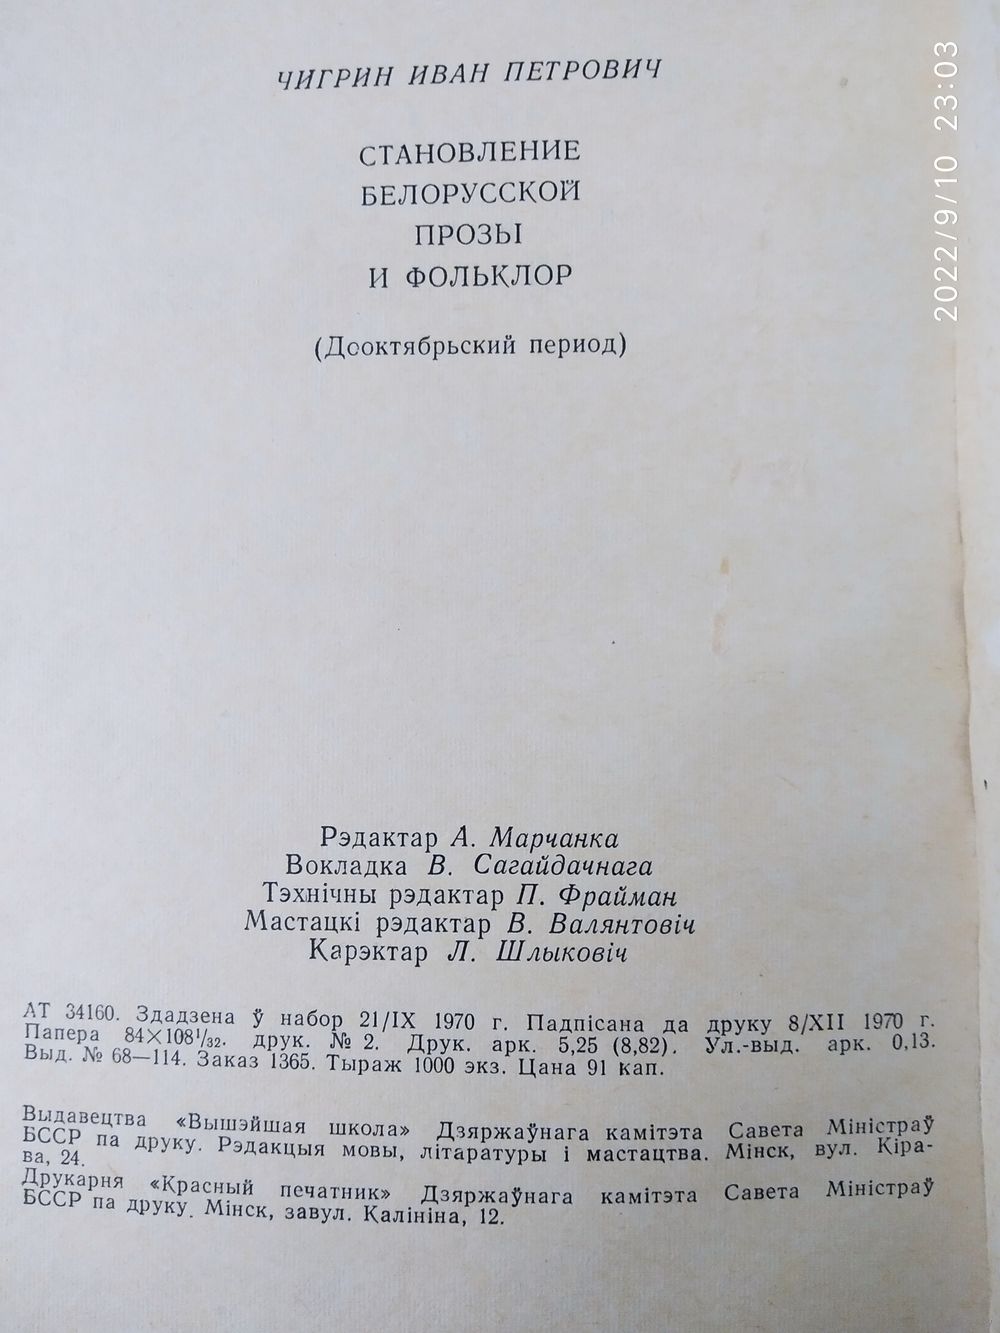 ЧИГРИН ИВАН ПЕТРОВИЧ
СТАНОВЛЕНИЕ
БЕЛОРУССКОЙ
ПРОЗЫ
И ФОЛЬКЛОР
(Дооктябрьский период)
Рэдактар А. Марчанка
Вокладка В. Сагайдачнага
Тэхнічны рэдактар П. Фрайман
Мастацкі рэдактар В. Валянтовіч
Карэктар Л. Шлыковіч
АТ 34160. Здадзена ў набор 21/IX 1970 г. Падпісана да друку 8/XII 1970 г.
Папера 84×108¹/₃₂. друк. № 2. Друк. арк. 5,25 (8,82). Ул.-выд. арк. 0,13.
Выд. № 68—114. Заказ 1365. Тыраж 1000 экз. Цана 91 кап.
Выдавецтва «Вышэйшая школа» Дзяржаўнага камітэта Савета Міністраў
БССР па друку. Рэдакцыя мовы, літаратуры і мастацтва. Мінск, вул. Кіра-
ва, 24.
Друкарня «Красный печатник» Дзяржаўнага камітэта Савета Міністраў
БССР па друку. Мінск, завул. Калініна, 12.
2022/9/10 23:03